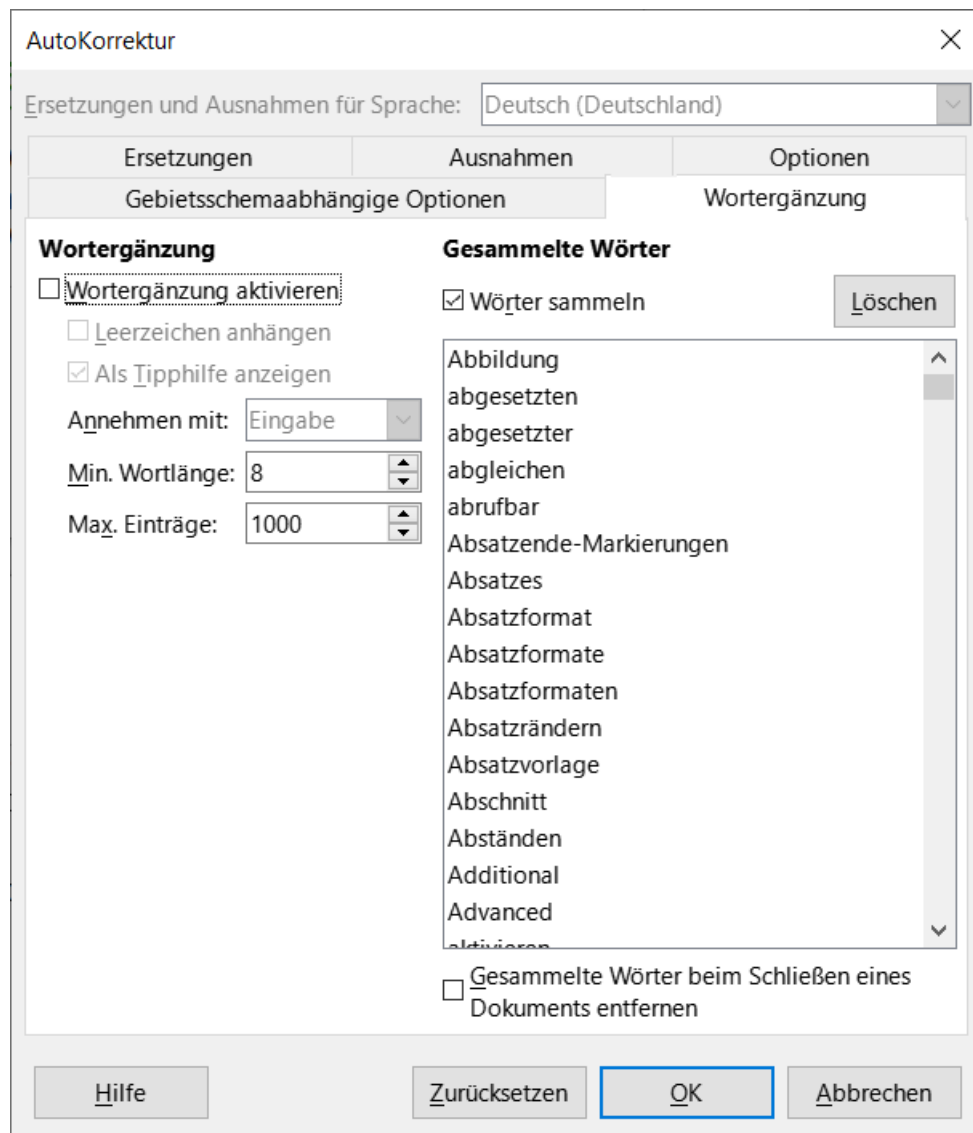 AutoKorrektur
Ersetzungen und Ausnahmen für Sprache: Deutsch (Deutschland)
Ersetzungen Ausnahmen Optionen
Gebietsschemaabhängige Optionen Wortergänzung
Wortergänzung
Wortergänzung aktivieren
Leerzeichen anhängen
Als Tipphilfe anzeigen
Annehmen mit: Eingabe
Min. Wortlänge: 8
Max. Einträge: 1000
Gesammelte Wörter
Wörter sammeln Löschen
Abbildung
abgesetzten
abgesetzter
abgleichen
abrufbar
Absatzende-Markierungen
Absatzes
Absatzformat
Absatzformate
Absatzformaten
Absatzrändern
Absatzvorlage
Abschnitt
Abständen
Additional
Advanced
aktivieren
Gesammelte Wörter beim Schließen eines
Dokuments entfernen
Hilfe Zurücksetzen OK Abbrechen